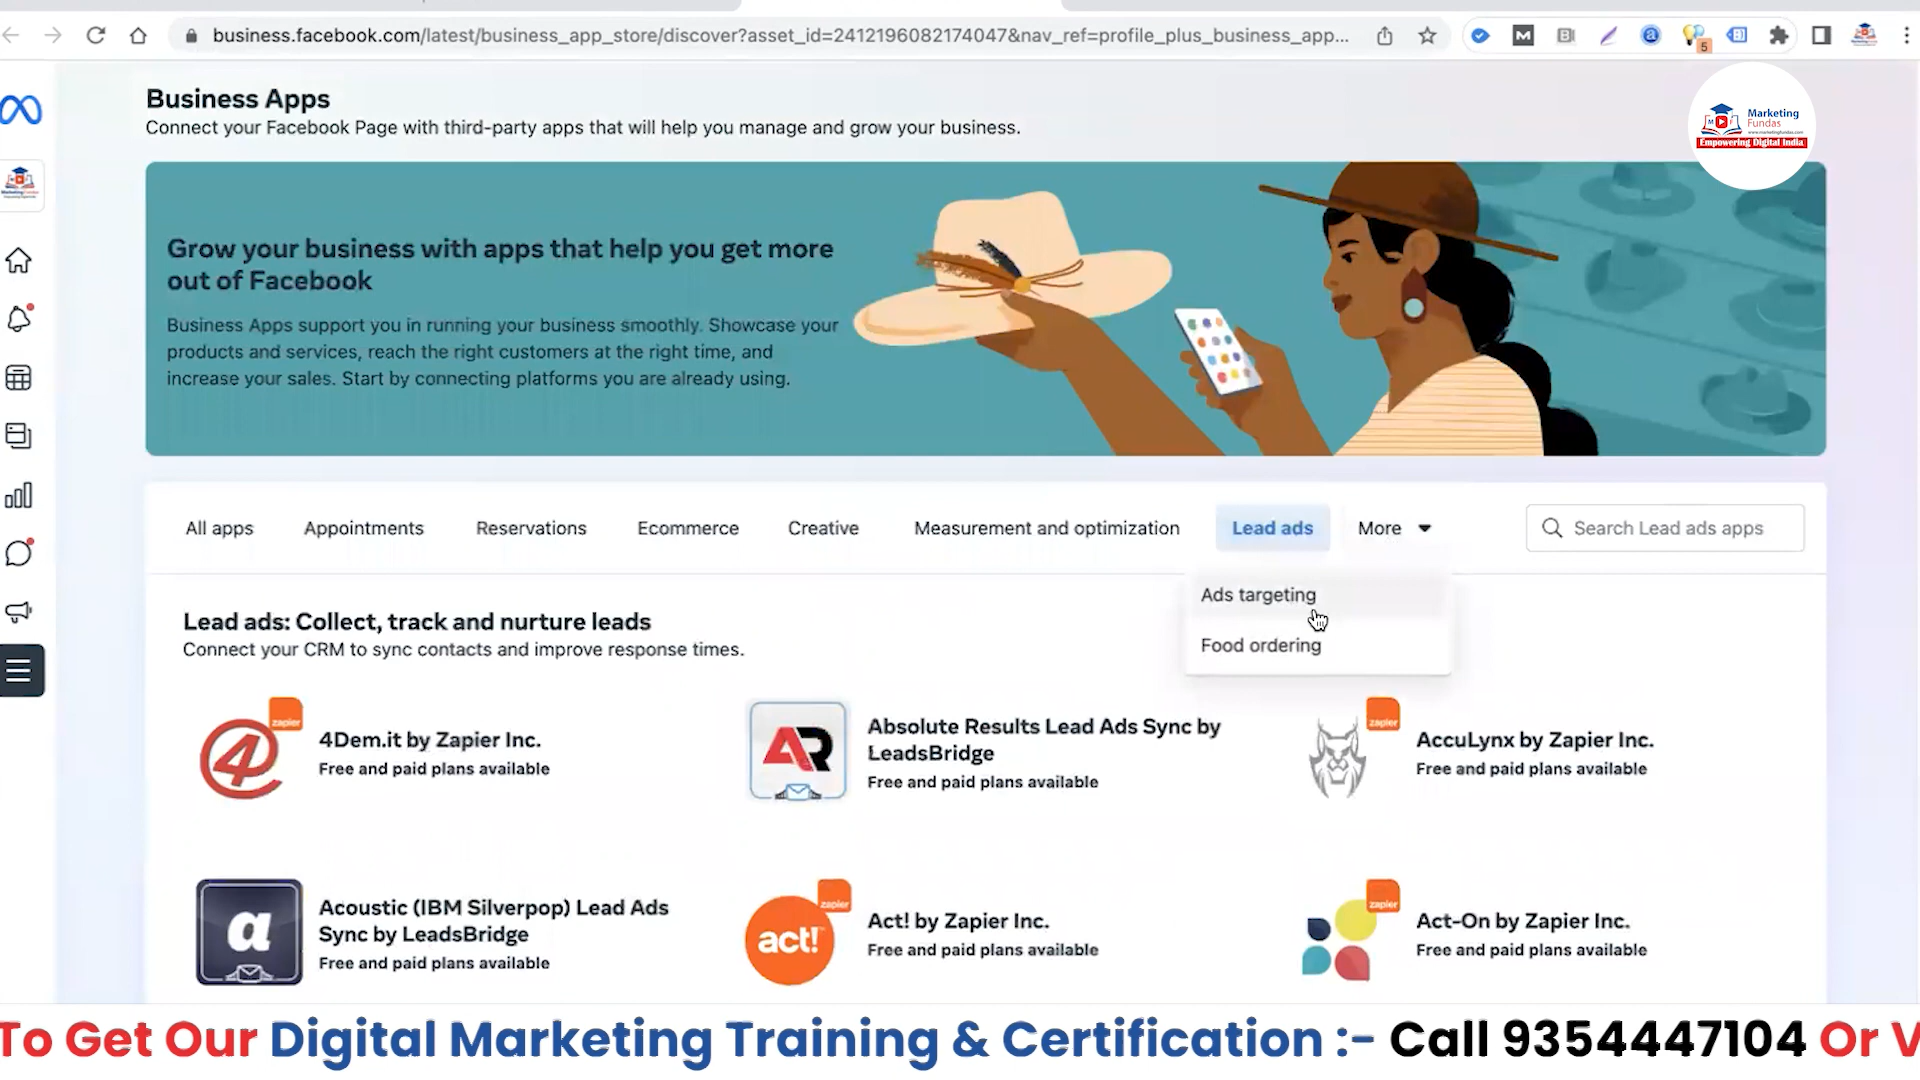 business.facebook.com/latest/business_app_store/discover?asset_id=2412196082174047&nav_ref=profile_plus_business_app...
5
Business Apps
Connect your Facebook Page with third-party apps that will help you manage and grow your business.
Marketing
Fundas
www.marketingfundas.com
Empowering Digital India
Grow your business with apps that help you get more
out of Facebook
Business Apps support you in running your business smoothly. Showcase your
products and services, reach the right customers at the right time, and
increase your sales. Start by connecting platforms you are already using.
All apps Appointments Reservations Ecommerce Creative Measurement and optimization Lead ads More Search Lead ads apps
Ads targeting
Food ordering
Lead ads: Collect, track and nurture leads
Connect your CRM to sync contacts and improve response times.
zapier
4Dem.it by Zapier Inc.
Free and paid plans available
AR
Absolute Results Lead Ads Sync by
LeadsBridge
Free and paid plans available
zapier
AccuLynx by Zapier Inc.
Free and paid plans available
a
Acoustic (IBM Silverpop) Lead Ads
Sync by LeadsBridge
Free and paid plans available
zapier
act!
Act! by Zapier Inc.
Free and paid plans available
zapier
Act-On by Zapier Inc.
Free and paid plans available
To Get Our Digital Marketing Training & Certification :- Call 9354447104 Or